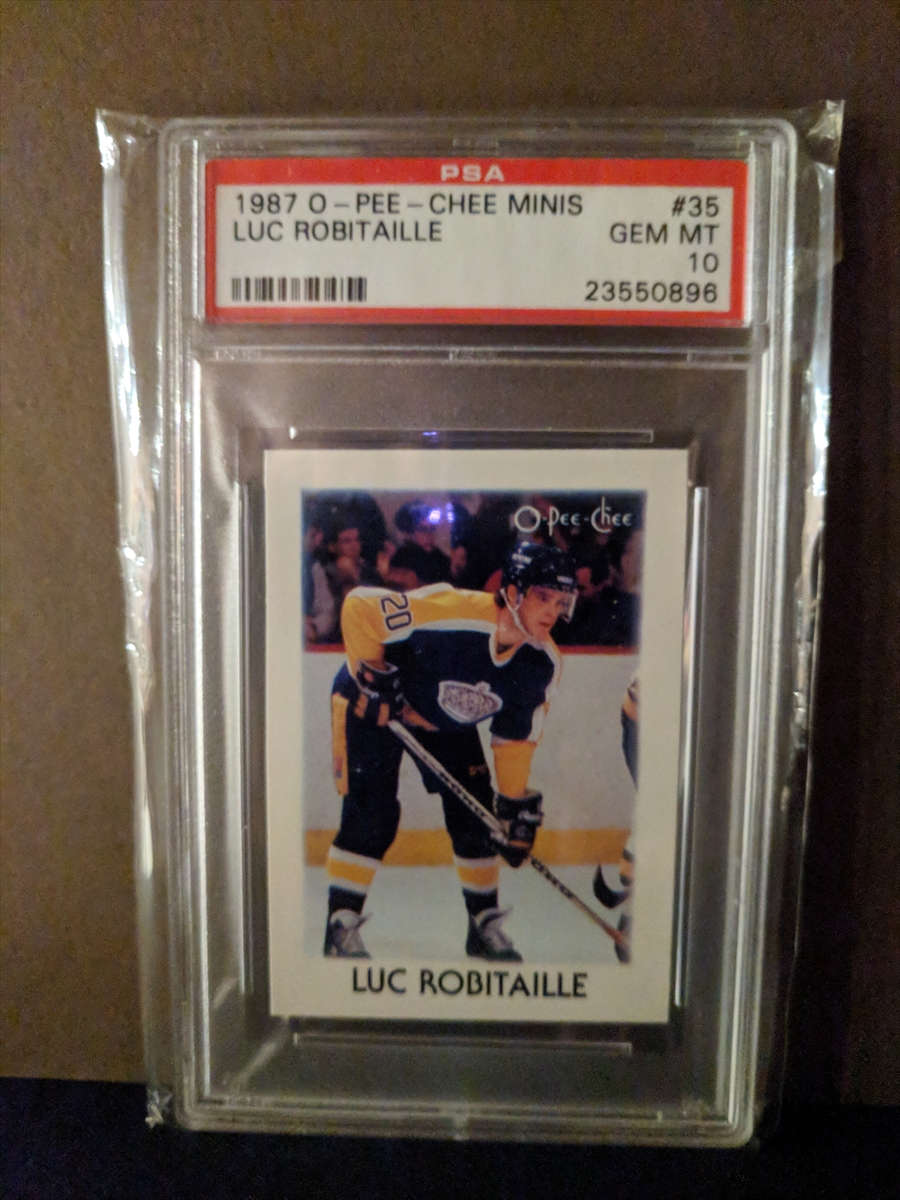 PSA
1987 O-PEE-CHEE MINIS #35
LUC ROBITAILLE GEM MT
10
23550896
O-Pee-Chee
20
LUC ROBITAILLE